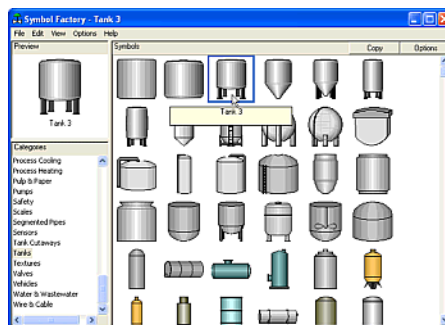 Symbol Factory - Tank 3
File Edit View Options Help
Preview
Symbols
Copy
Options
Tank 3
Tank 3
Categories
Process Cooling
Process Heating
Pulp & Paper
Pumps
Safety
Scales
Segmented Pipes
Sensors
Tank Cutaways
Tanks
Textures
Valves
Vehicles
Water & Wastewater
Wire & Cable